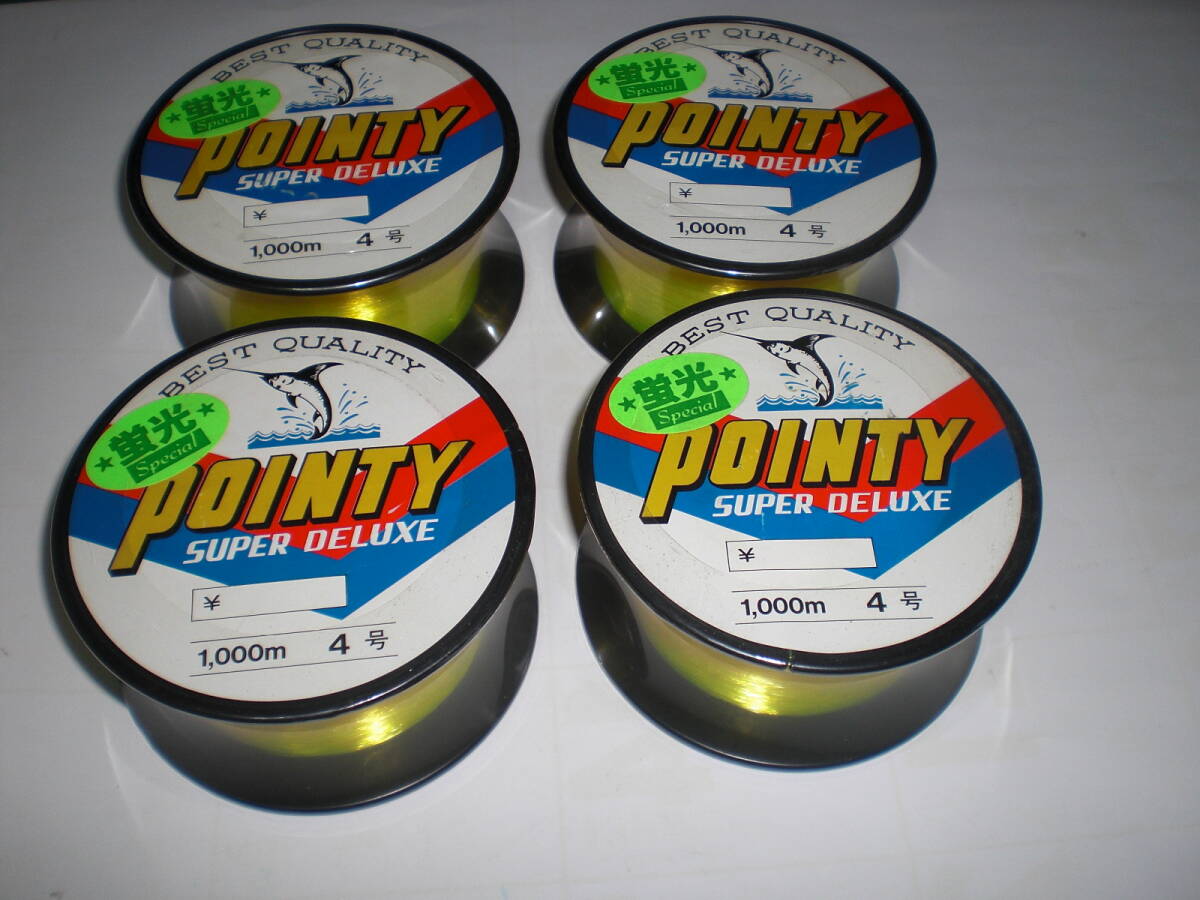 BEST QUALITY
蛍光
Special
POINTY
SUPER DELUXE
¥
1,000m 4号
BEST QUALITY
蛍光
Special
POINTY
SUPER DELUXE
¥
1,000m 4号
BEST QUALITY
蛍光
Special
POINTY
SUPER DELUXE
¥
1,000m 4号
BEST QUALITY
蛍光
Special
POINTY
SUPER DELUXE
¥
1,000m 4号